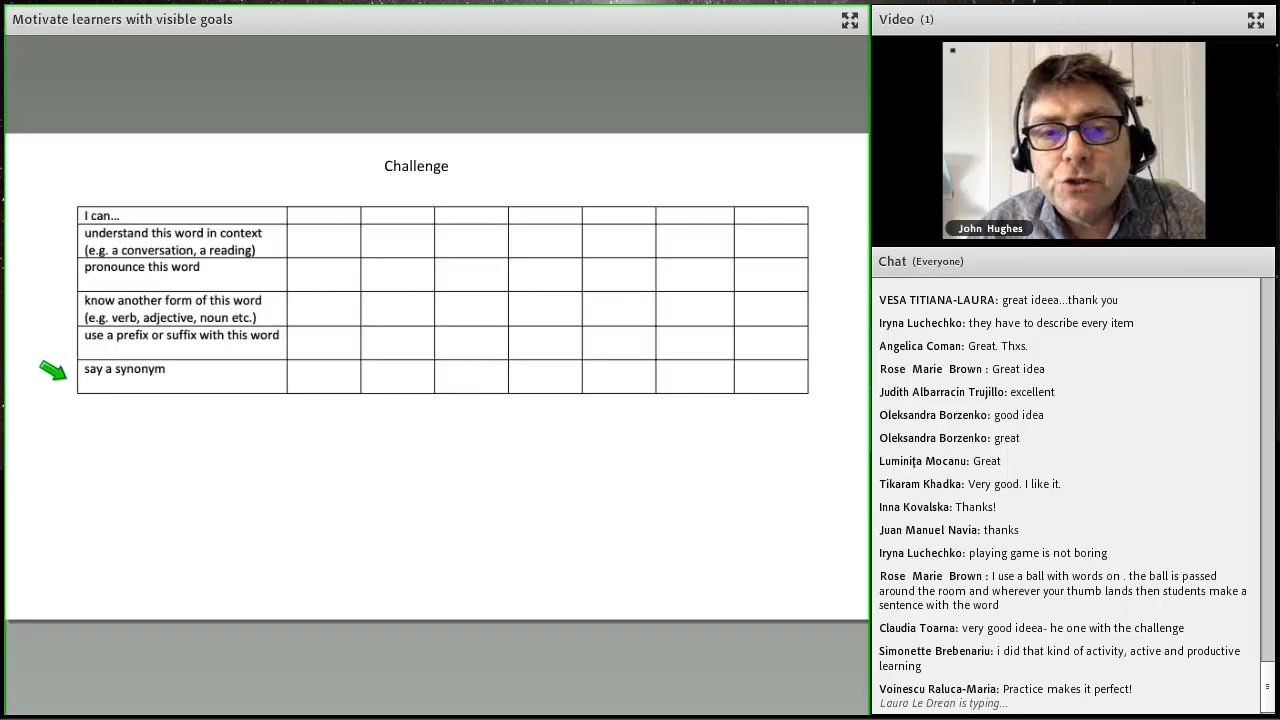 Motivate learners with visible goals
Challenge
I can...
understand this word in context
(e.g. a conversation, a reading)
pronounce this word
know another form of this word
(e.g. verb, adjective, noun etc.)
use a prefix or suffix with this word
say a synonym
Video (1)
John Hughes
Chat (Everyone)
VESA TITIANA-LAURA: great ideea...thank you
Iryna Luchechko: they have to describe every item
Angelica Coman: Great. Thxs.
Rose Marie Brown : Great idea
Judith Albarracin Trujillo: excellent
Oleksandra Borzenko: good idea
Oleksandra Borzenko: great
Luminiţa Mocanu: Great
Tikaram Khadka: Very good. I like it.
Inna Kovalska: Thanks!
Juan Manuel Navia: thanks
Iryna Luchechko: playing game is not boring
Rose Marie Brown : I use a ball with words on . the ball is passed
around the room and wherever your thumb lands then students make a
sentence with the word
Claudia Toarna: very good ideea- he one with the challenge
Simonette Brebenariu: i did that kind of activity, active and productive
learning
Voinescu Raluca-Maria: Practice makes it perfect!
Laura Le Drean is typing...